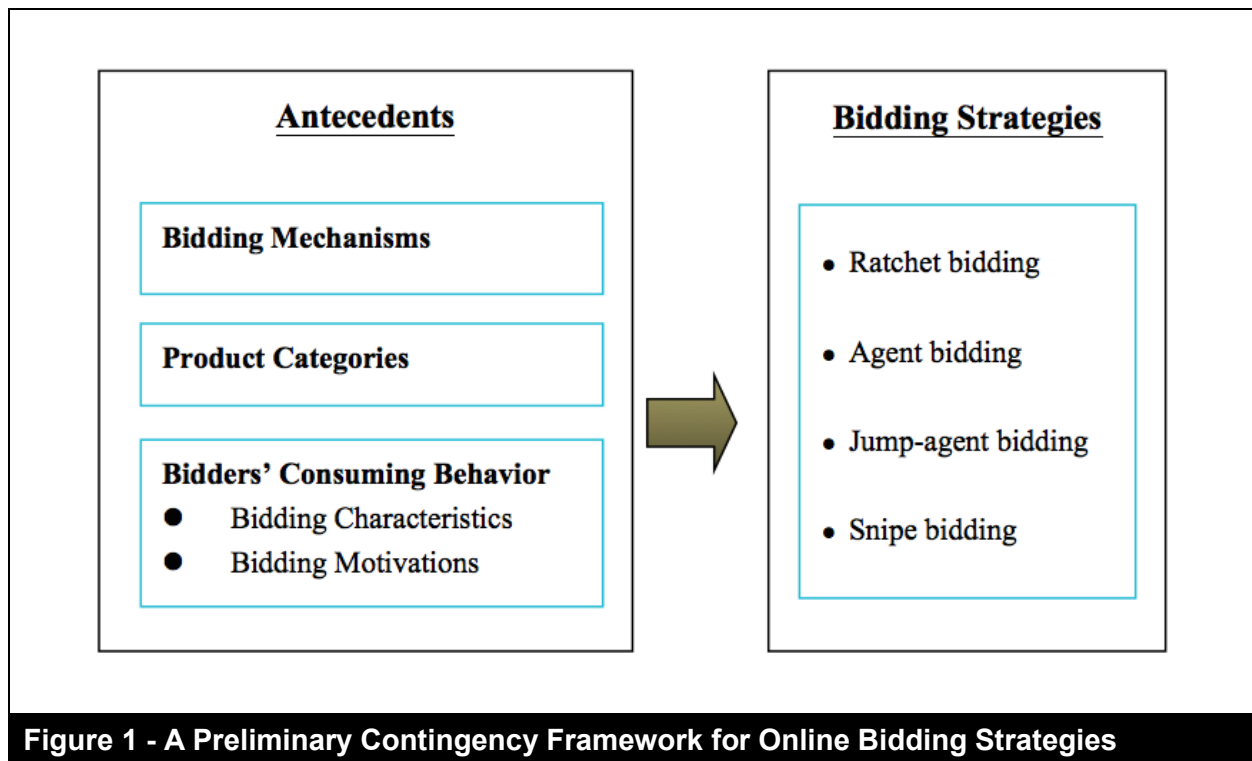 Antecedents
Bidding Mechanisms
Product Categories
Bidders’ Consuming Behavior
● Bidding Characteristics
● Bidding Motivations
Bidding Strategies
● Ratchet bidding
● Agent bidding
● Jump-agent bidding
● Snipe bidding
Figure 1 - A Preliminary Contingency Framework for Online Bidding Strategies